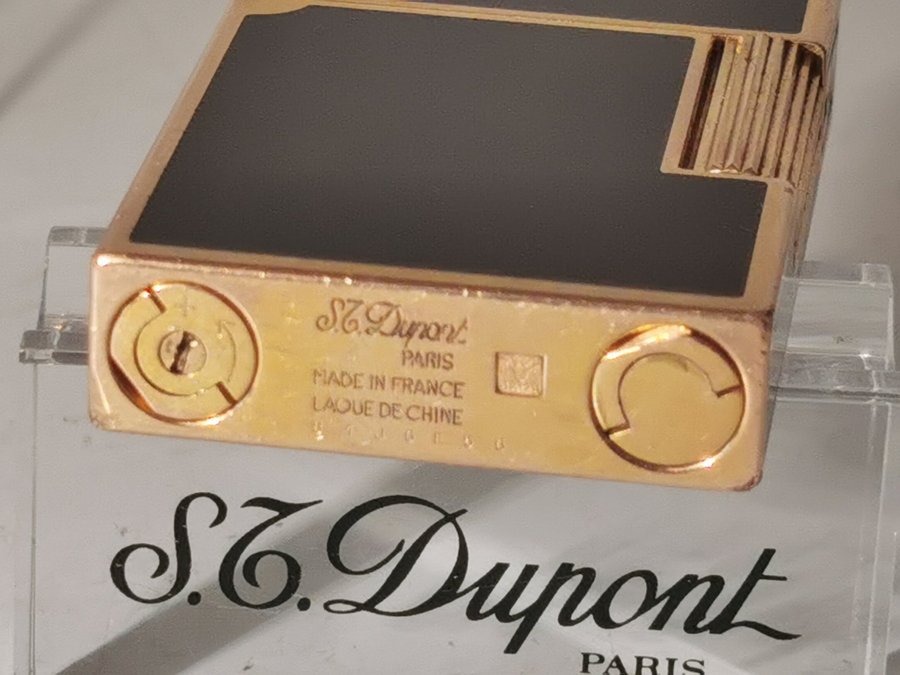 S.T. Dupont
PARIS
MADE IN FRANCE
LAQUE DE CHINE
S.T. Dupont
PARIS